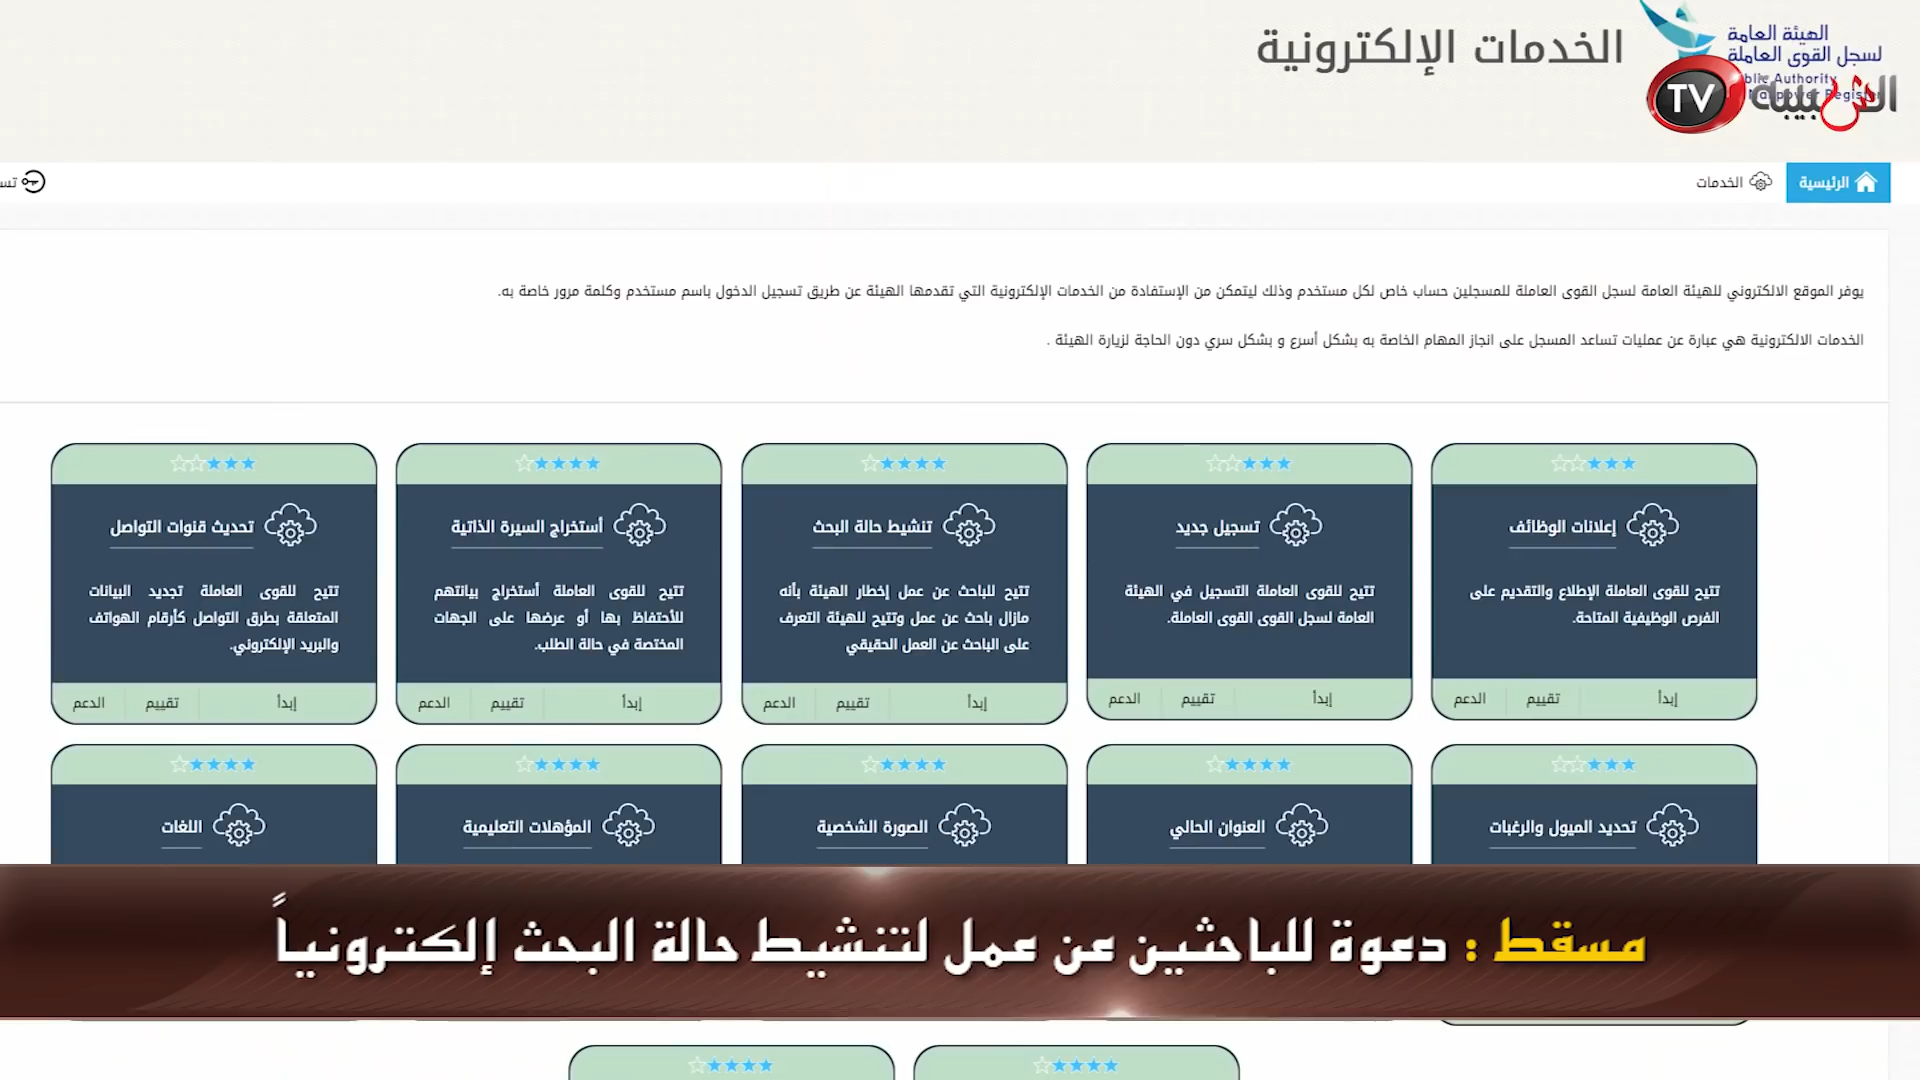 الهيئة العامة
لسجل القوى العاملة
الخدمات الإلكترونية
Authority
TV الشبيبة
الرئيسية
الخدمات
يوفر الموقع الالكتروني للهيئة العامة لسجل القوى العاملة للمسجلين حساب خاص لكل مستخدم وذلك ليتمكن من الإستفادة من الخدمات الإلكترونية التي تقدمها الهيئة عن طريق تسجيل الدخول باسم مستخدم وكلمة مرور خاصة به.
الخدمات الالكترونية هي عبارة عن عمليات تساعد المسجل على انجاز المهام الخاصة به بشكل أسرع و بشكل سري دون الحاجة لزيارة الهيئة .
إعلانات الوظائف
تتيح للقوى العاملة الإطلاع والتقديم على
الفرص الوظيفية المتاحة.
إبدأ تقييم الدعم
تسجيل جديد
تتيح للقوى العاملة التسجيل في الهيئة
العامة لسجل القوى القوى العاملة.
إبدأ تقييم الدعم
تنشيط حالة البحث
تتيح للباحث عن عمل إخطار الهيئة بأنه
مازال باحث عن عمل وتتيح للهيئة التعرف
على الباحث عن العمل الحقيقي
إبدأ تقييم الدعم
أستخراج السيرة الذاتية
تتيح للقوى العاملة أستخراج بيانتهم
للأحتفاظ بها أو عرضها على الجهات
المختصة في حالة الطلب.
إبدأ تقييم الدعم
تحديث قنوات التواصل
تتيح للقوى العاملة تجديد البيانات
المتعلقة بطرق التواصل كأرقام الهواتف
والبريد الإلكتروني.
إبدأ تقييم الدعم
تحديد الميول والرغبات
العنوان الحالي
الصورة الشخصية
المؤهلات التعليمية
اللغات
مسقط : دعوة للباحثين عن عمل لتنشيط حالة البحث إلكترونياً